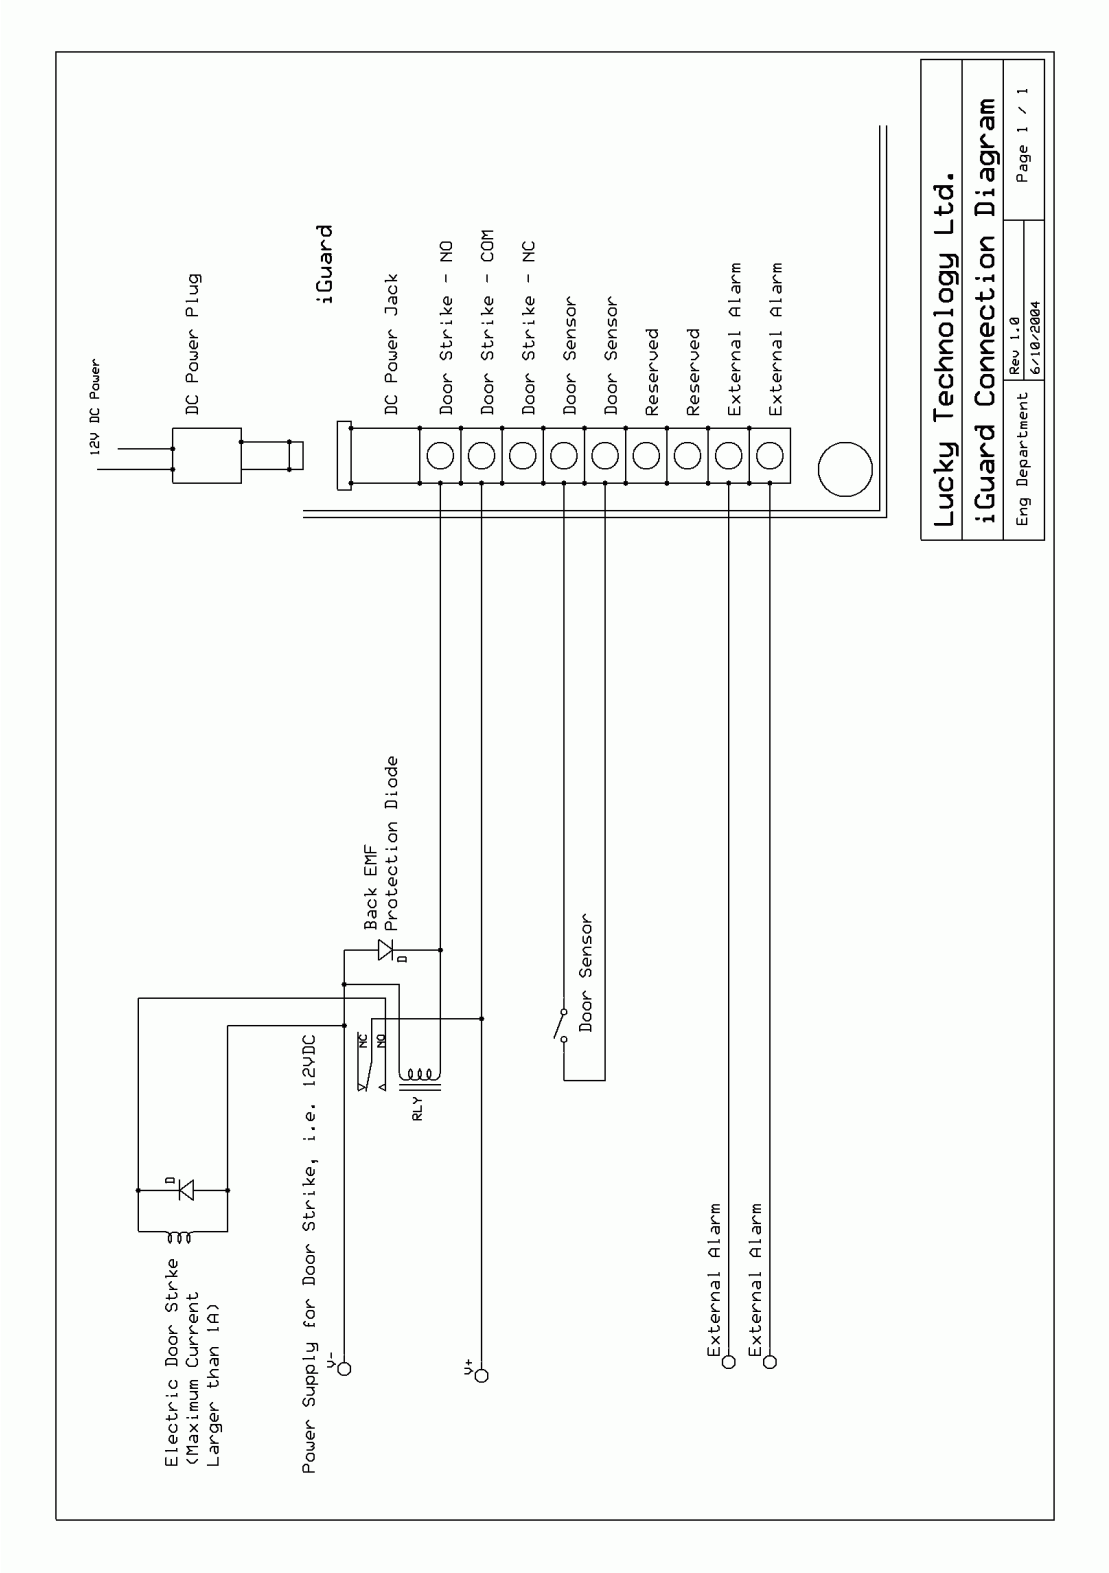 12V DC Power
DC Power Plug
iGuard
DC Power Jack
Door Strike - NO
Door Strike - COM
Door Strike - NC
Door Sensor
Door Sensor
Reserved
Reserved
External Alarm
External Alarm
Back EMF
Protection Diode
D
NC
NO
RLY
Door Sensor
D
Electric Door Strke
(Maximum Current
Larger than 1A)
Power Supply for Door Strike, i.e. 12VDC
V-
V+
External Alarm
External Alarm
Lucky Technology Ltd.
iGuard Connection Diagram
Eng Department
Rev 1.0
6/10/2004
Page 1 / 1